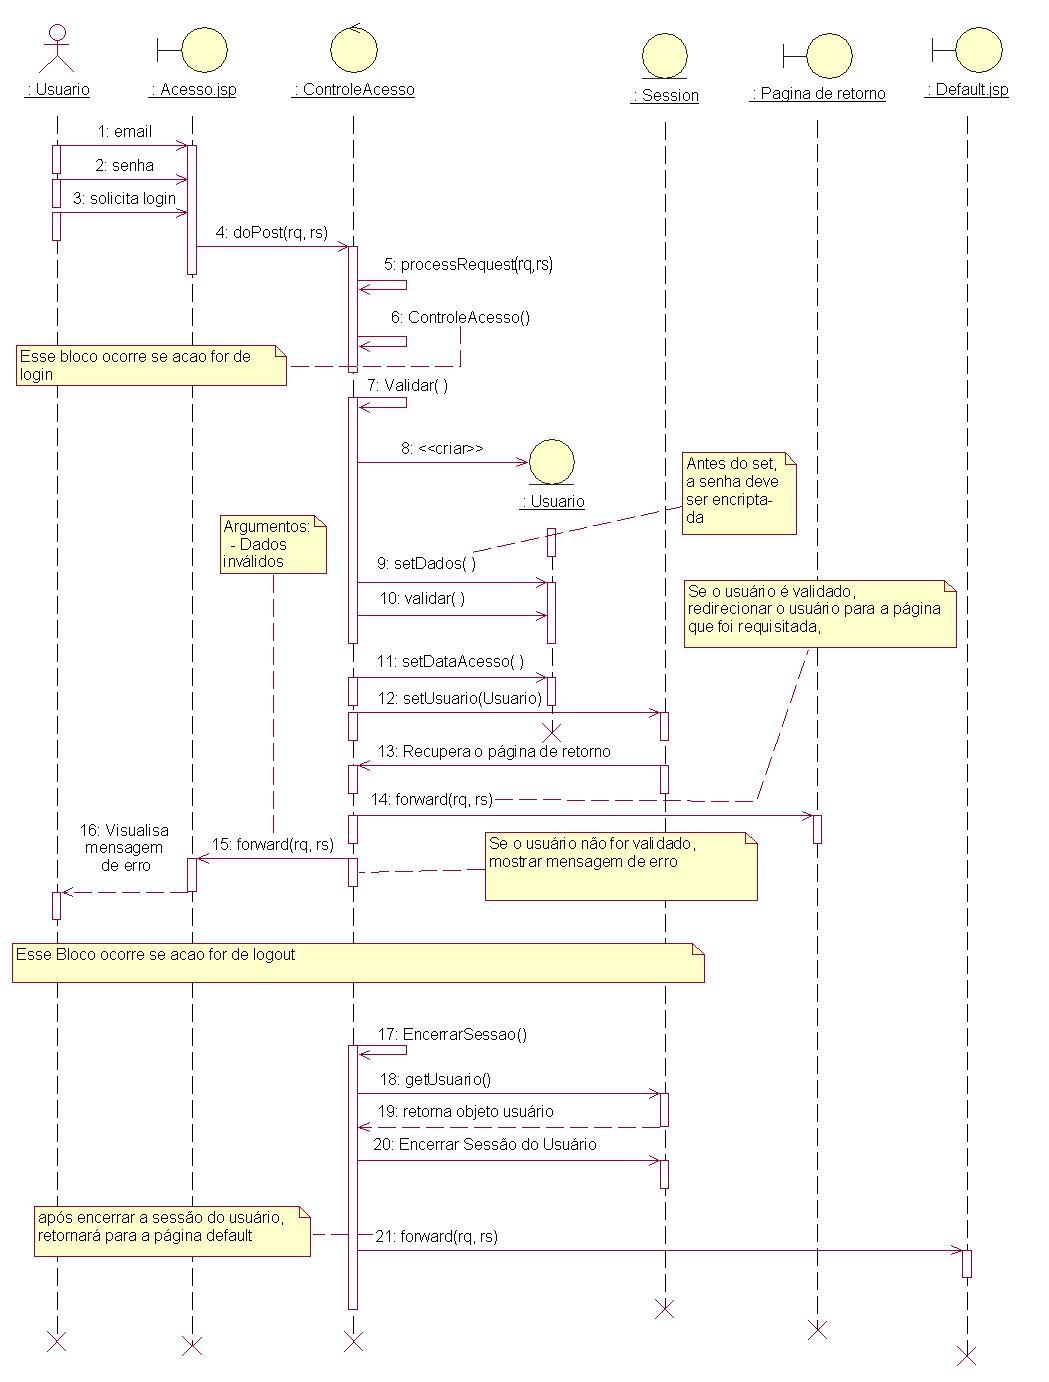 : Usuario
: Acesso.jsp
: ControleAcesso
: Session
: Pagina de retorno
: Default.jsp
1: email
2: senha
3: solicita login
4: doPost(rq, rs)
5: processRequest(rq,rs)
6: ControleAcesso()
Esse bloco ocorre se acao for de
login
7: Validar( )
8: <<criar>>
: Usuario
Antes do set,
a senha deve
ser encripta-
da
Argumentos:
- Dados
inválidos
9: setDados( )
10: validar( )
Se o usuário é validado,
redirecionar o usuário para a página
que foi requisitada,
11: setDataAcesso( )
12: setUsuario(Usuario)
13: Recupera o página de retorno
14: forward(rq, rs)
15: forward(rq, rs)
16: Visualisa
mensagem
de erro
Se o usuário não for validado,
mostrar mensagem de erro
Esse Bloco ocorre se acao for de logout
17: EncerrarSessao()
18: getUsuario()
19: retorna objeto usuário
20: Encerrar Sessão do Usuário
após encerrar a sessão do usuário,
retornará para a página default
21: forward(rq, rs)